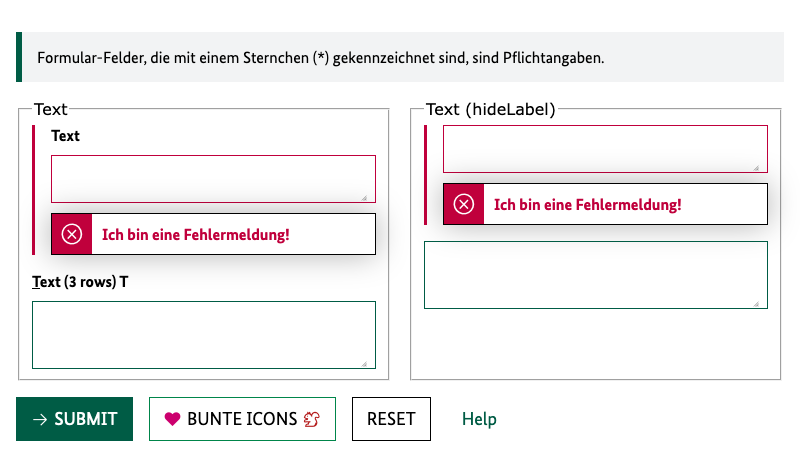 Formular-Felder, die mit einem Sternchen (*) gekennzeichnet sind, sind Pflichtangaben.
Text
Text
Ich bin eine Fehlermeldung!
Text (3 rows) T
Text (hideLabel)
Ich bin eine Fehlermeldung!
SUBMIT
BUNTE ICONS
RESET
Help